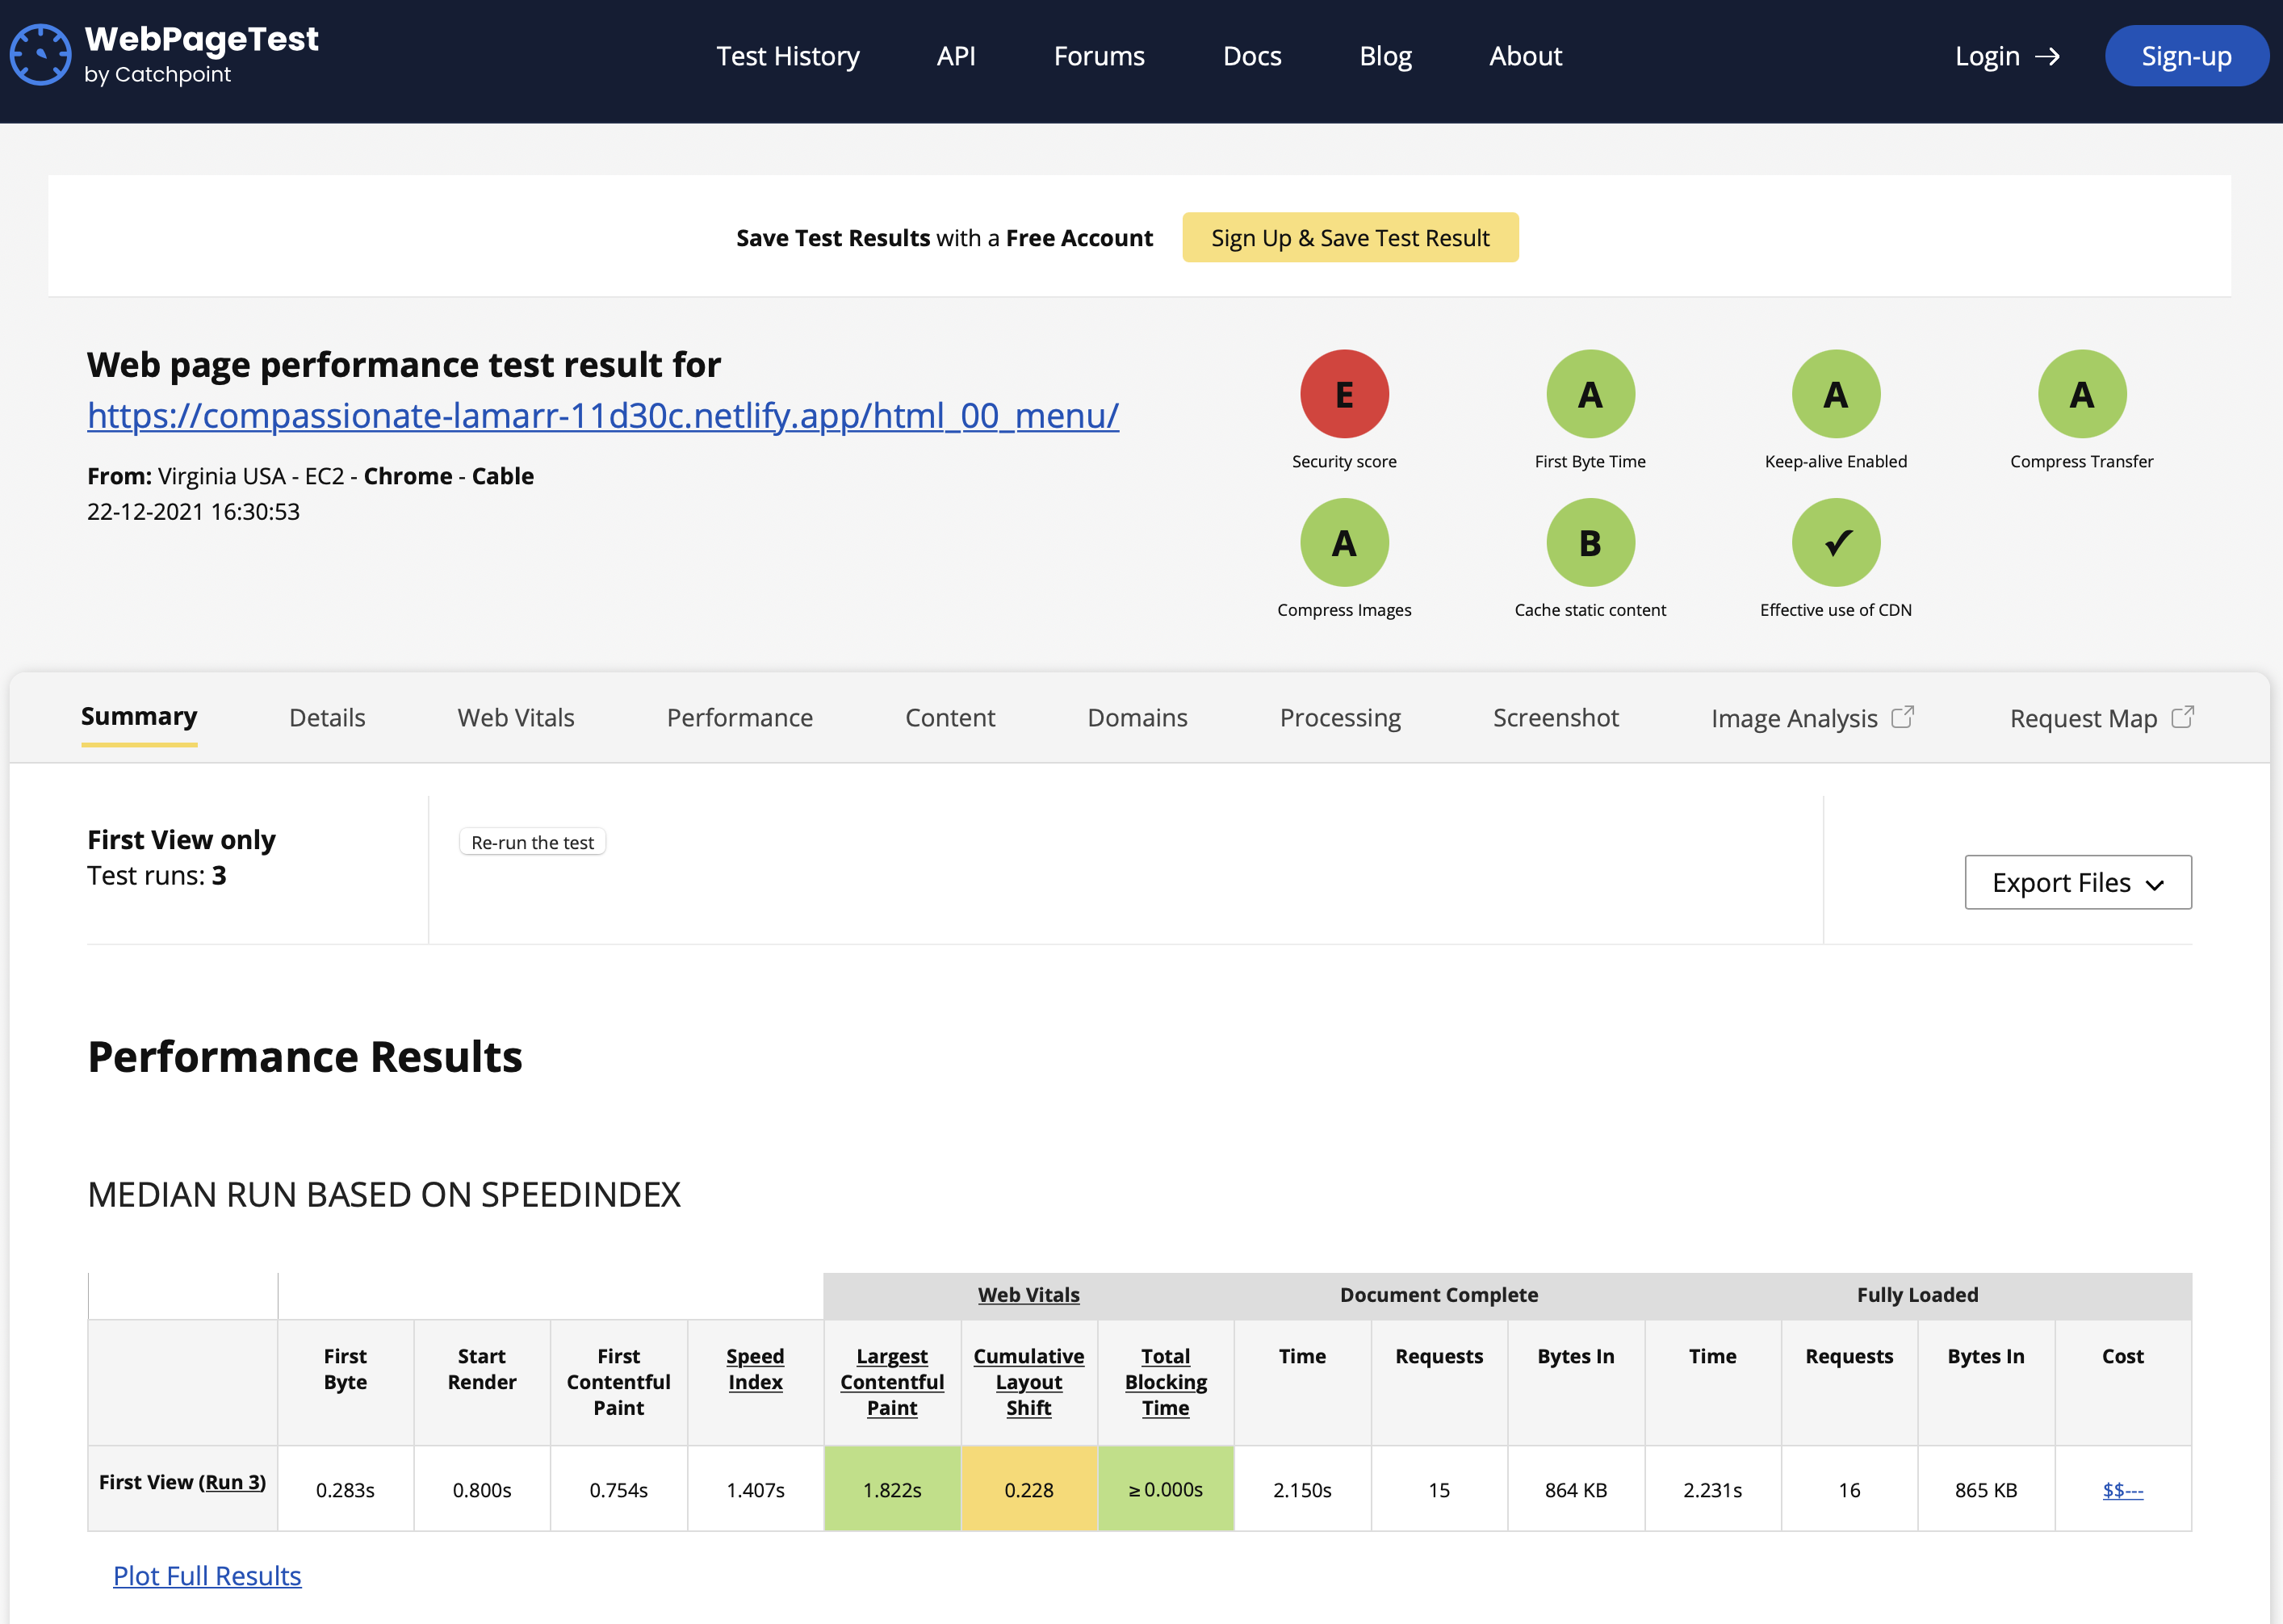 WebPageTest
by Catchpoint
Test History API Forums Docs Blog About Login → Sign-up
Save Test Results with a Free Account Sign Up & Save Test Result
Web page performance test result for
https://compassionate-lamarr-11d30c.netlify.app/html_00_menu/
From: Virginia USA - EC2 - Chrome - Cable
22-12-2021 16:30:53
E A A A
Security score First Byte Time Keep-alive Enabled Compress Transfer
A B ✓
Compress Images Cache static content Effective use of CDN
Summary Details Web Vitals Performance Content Domains Processing Screenshot Image Analysis Request Map
First View only
Test runs: 3
Re-run the test
Export Files
Performance Results
MEDIAN RUN BASED ON SPEEDINDEX
Web Vitals Document Complete Fully Loaded
First Byte Start Render First Contentful Paint Speed Index Largest Contentful Paint Cumulative Layout Shift Total Blocking Time Time Requests Bytes In Time Requests Bytes In Cost
First View (Run 3) 0.283s 0.800s 0.754s 1.407s 1.822s 0.228 ≥ 0.000s 2.150s 15 864 KB 2.231s 16 865 KB $$---
Plot Full Results